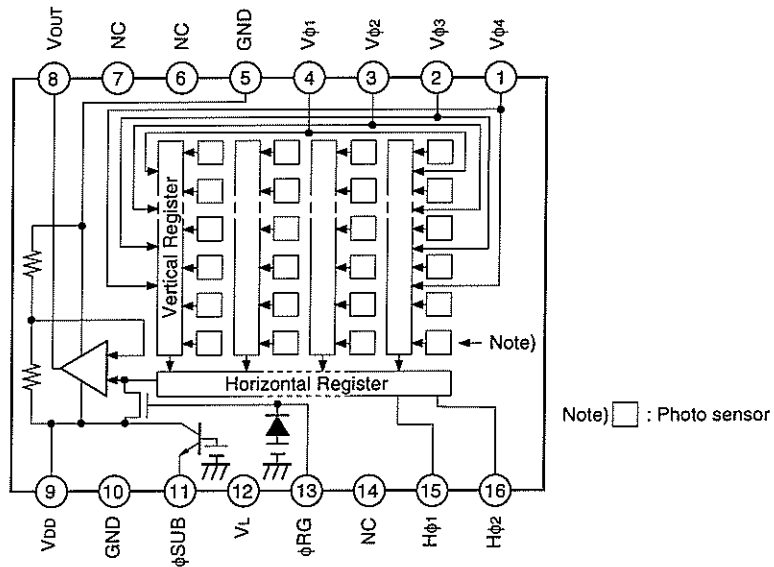 VOUT
NC
NC
GND
Vϕ1
Vϕ2
Vϕ3
Vϕ4
8
7
6
5
4
3
2
1
Vertical Register
Note)
Horizontal Register
Note) : Photo sensor
9
10
11
12
13
14
15
16
VDD
GND
ϕSUB
VL
ϕRG
NC
Hϕ1
Hϕ2